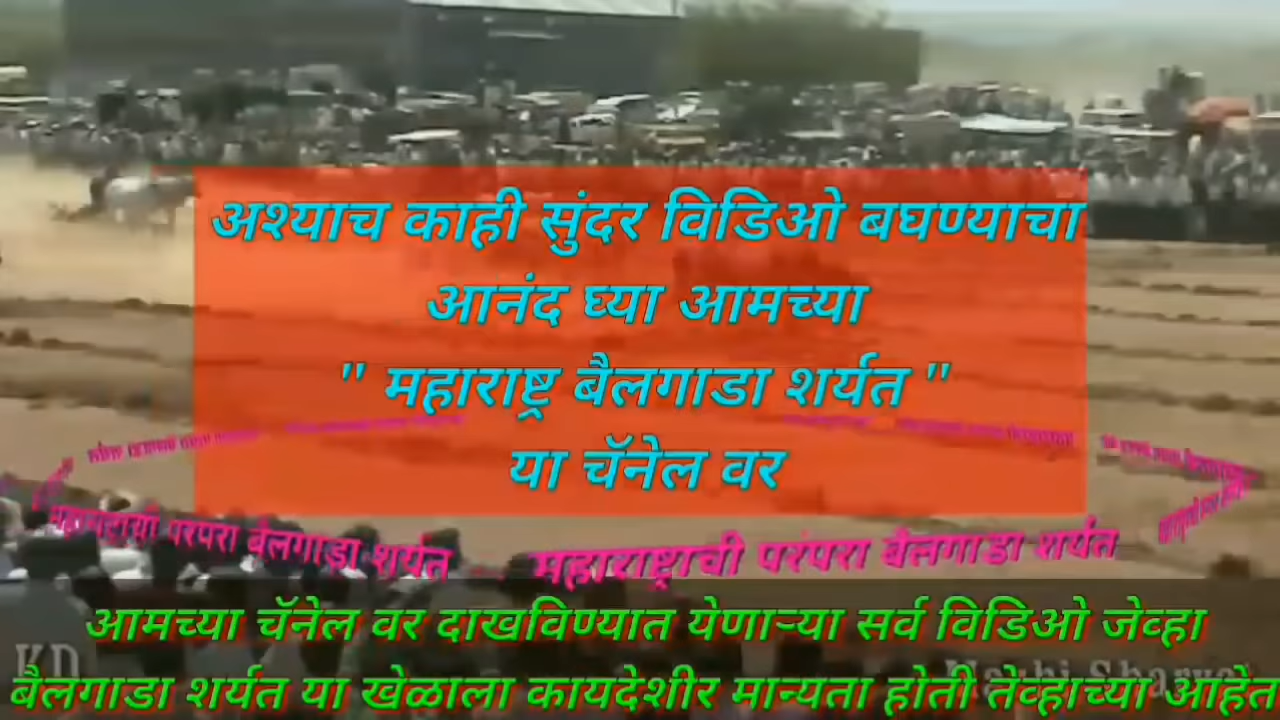 अश्याच काही सुंदर विडिओ बघण्याचा
आनंद घ्या आमच्या
" महाराष्ट्र बैलगाडा शर्यत "
या चॅनेल वर
परंपरा बैलगाडा शर्यत
महाराष्ट्राची परंपरा बैलगाडा शर्यत
आमच्या चॅनेल वर दाखविण्यात येणाऱ्या सर्व विडिओ जेव्हा
KD
बैलगाडा शर्यत या खेळाला कायदेशीर मान्यता होती तेव्हाच्या आहेत